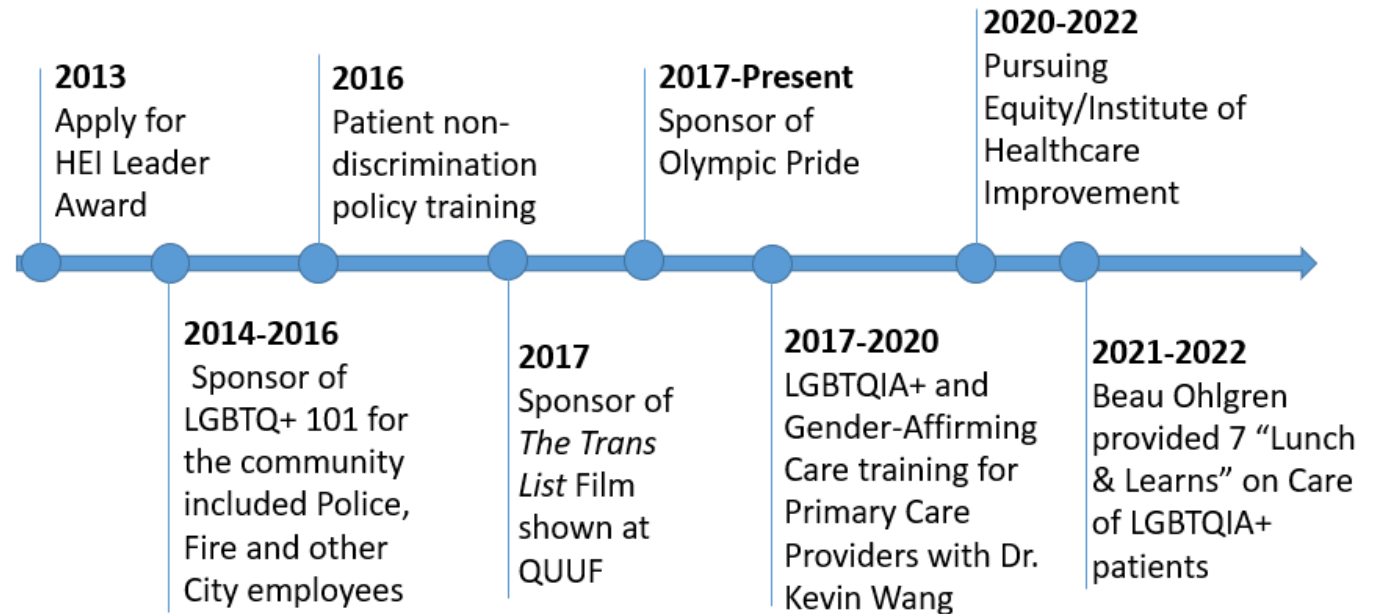 2013
Apply for
HEI Leader
Award
2014-2016
Sponsor of
LGBTQ+ 101 for
the community
included Police,
Fire and other
City employees
2016
Patient non-
discrimination
policy training
2017
Sponsor of
The Trans
List Film
shown at
QUUF
2017-Present
Sponsor of
Olympic Pride
2017-2020
LGBTQIA+ and
Gender-Affirming
Care training for
Primary Care
Providers with Dr.
Kevin Wang
2020-2022
Pursuing
Equity/Institute of
Healthcare
Improvement
2021-2022
Beau Ohlgren
provided 7 “Lunch
& Learns” on Care
of LGBTQIA+
patients